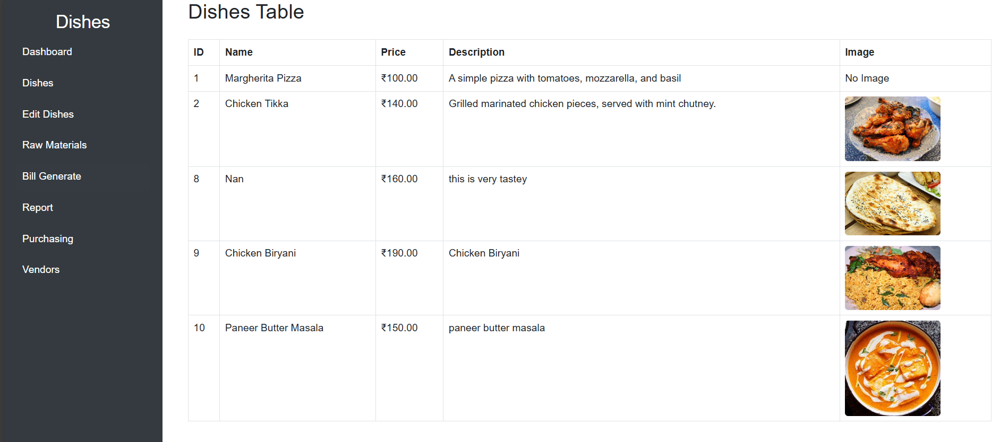 Dishes
Dashboard
Dishes
Edit Dishes
Raw Materials
Bill Generate
Report
Purchasing
Vendors
Dishes Table
ID Name Price Description Image
1 Margherita Pizza ₹100.00 A simple pizza with tomatoes, mozzarella, and basil No Image
2 Chicken Tikka ₹140.00 Grilled marinated chicken pieces, served with mint chutney.
8 Nan ₹160.00 this is very tastey
9 Chicken Biryani ₹190.00 Chicken Biryani
10 Paneer Butter Masala ₹150.00 paneer butter masala